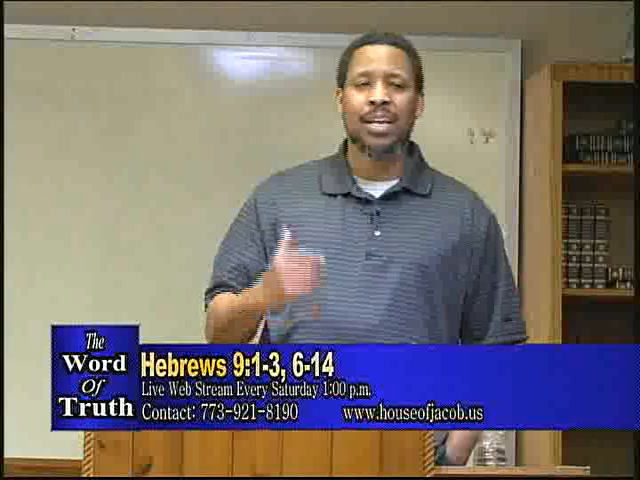 The
Word
Of
Truth
Hebrews 9:1-3, 6-14
Live Web Stream Every Saturday 1:00 p.m.
Contact: 773-921-8190 www.houseofjacob.us